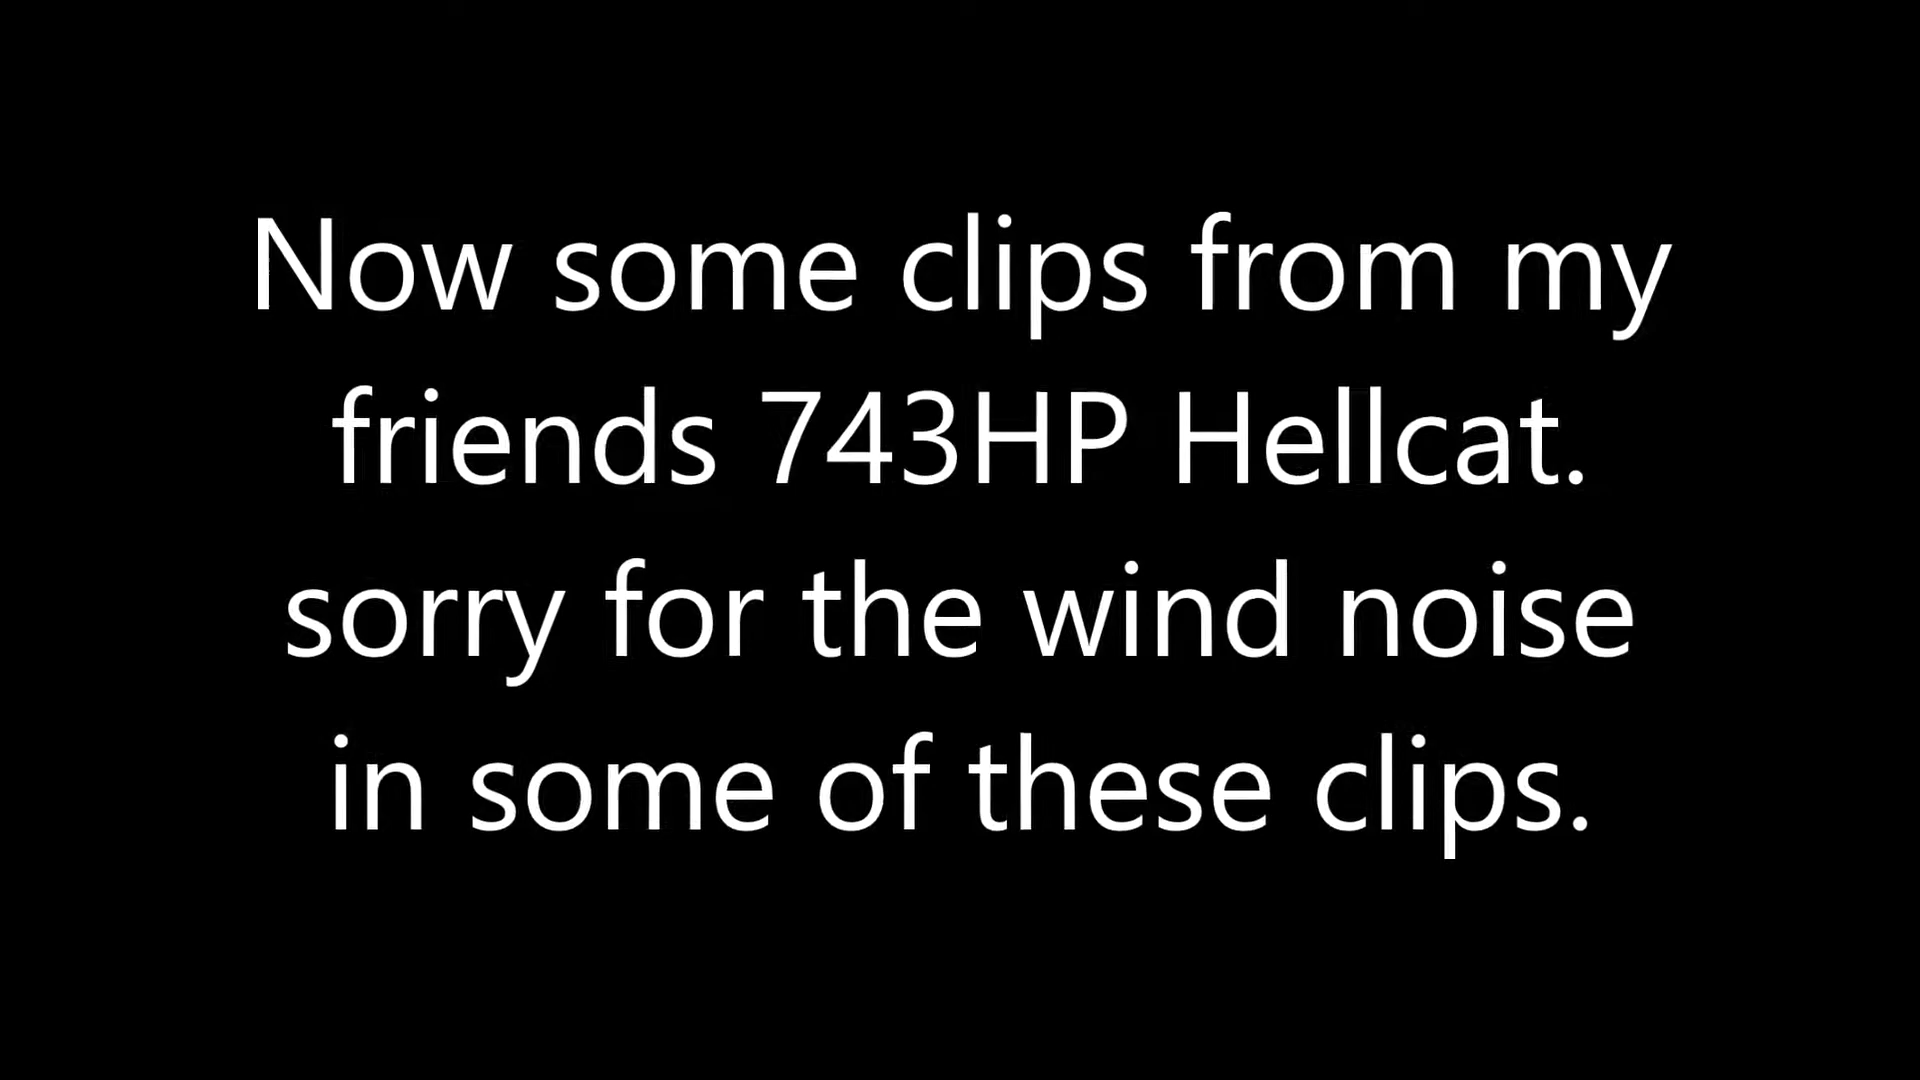 Now some clips from my
friends 743HP Hellcat.
sorry for the wind noise
in some of these clips.